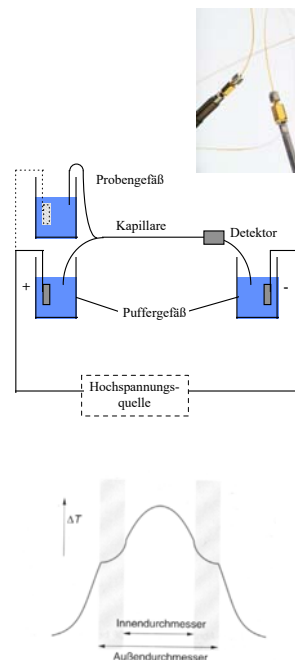 Probengefäß
Kapillare
Detektor
+
-
Puffergefäß
Hochspannungs-
quelle
ΔT
Innendurchmesser
Außendurchmesser